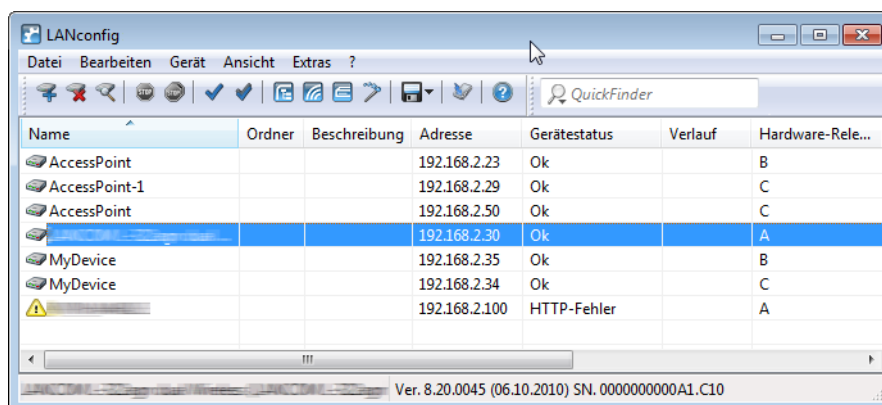 LANconfig
Datei Bearbeiten Gerät Ansicht Extras ?
QuickFinder
Name Ordner Beschreibung Adresse Gerätestatus Verlauf Hardware-Rele...
AccessPoint 192.168.2.23 Ok B
AccessPoint-1 192.168.2.29 Ok C
AccessPoint 192.168.2.50 Ok C
192.168.2.30 Ok A
MyDevice 192.168.2.35 Ok B
MyDevice 192.168.2.34 Ok C
192.168.2.100 HTTP-Fehler A
Ver. 8.20.0045 (06.10.2010) SN. 0000000000A1.C10